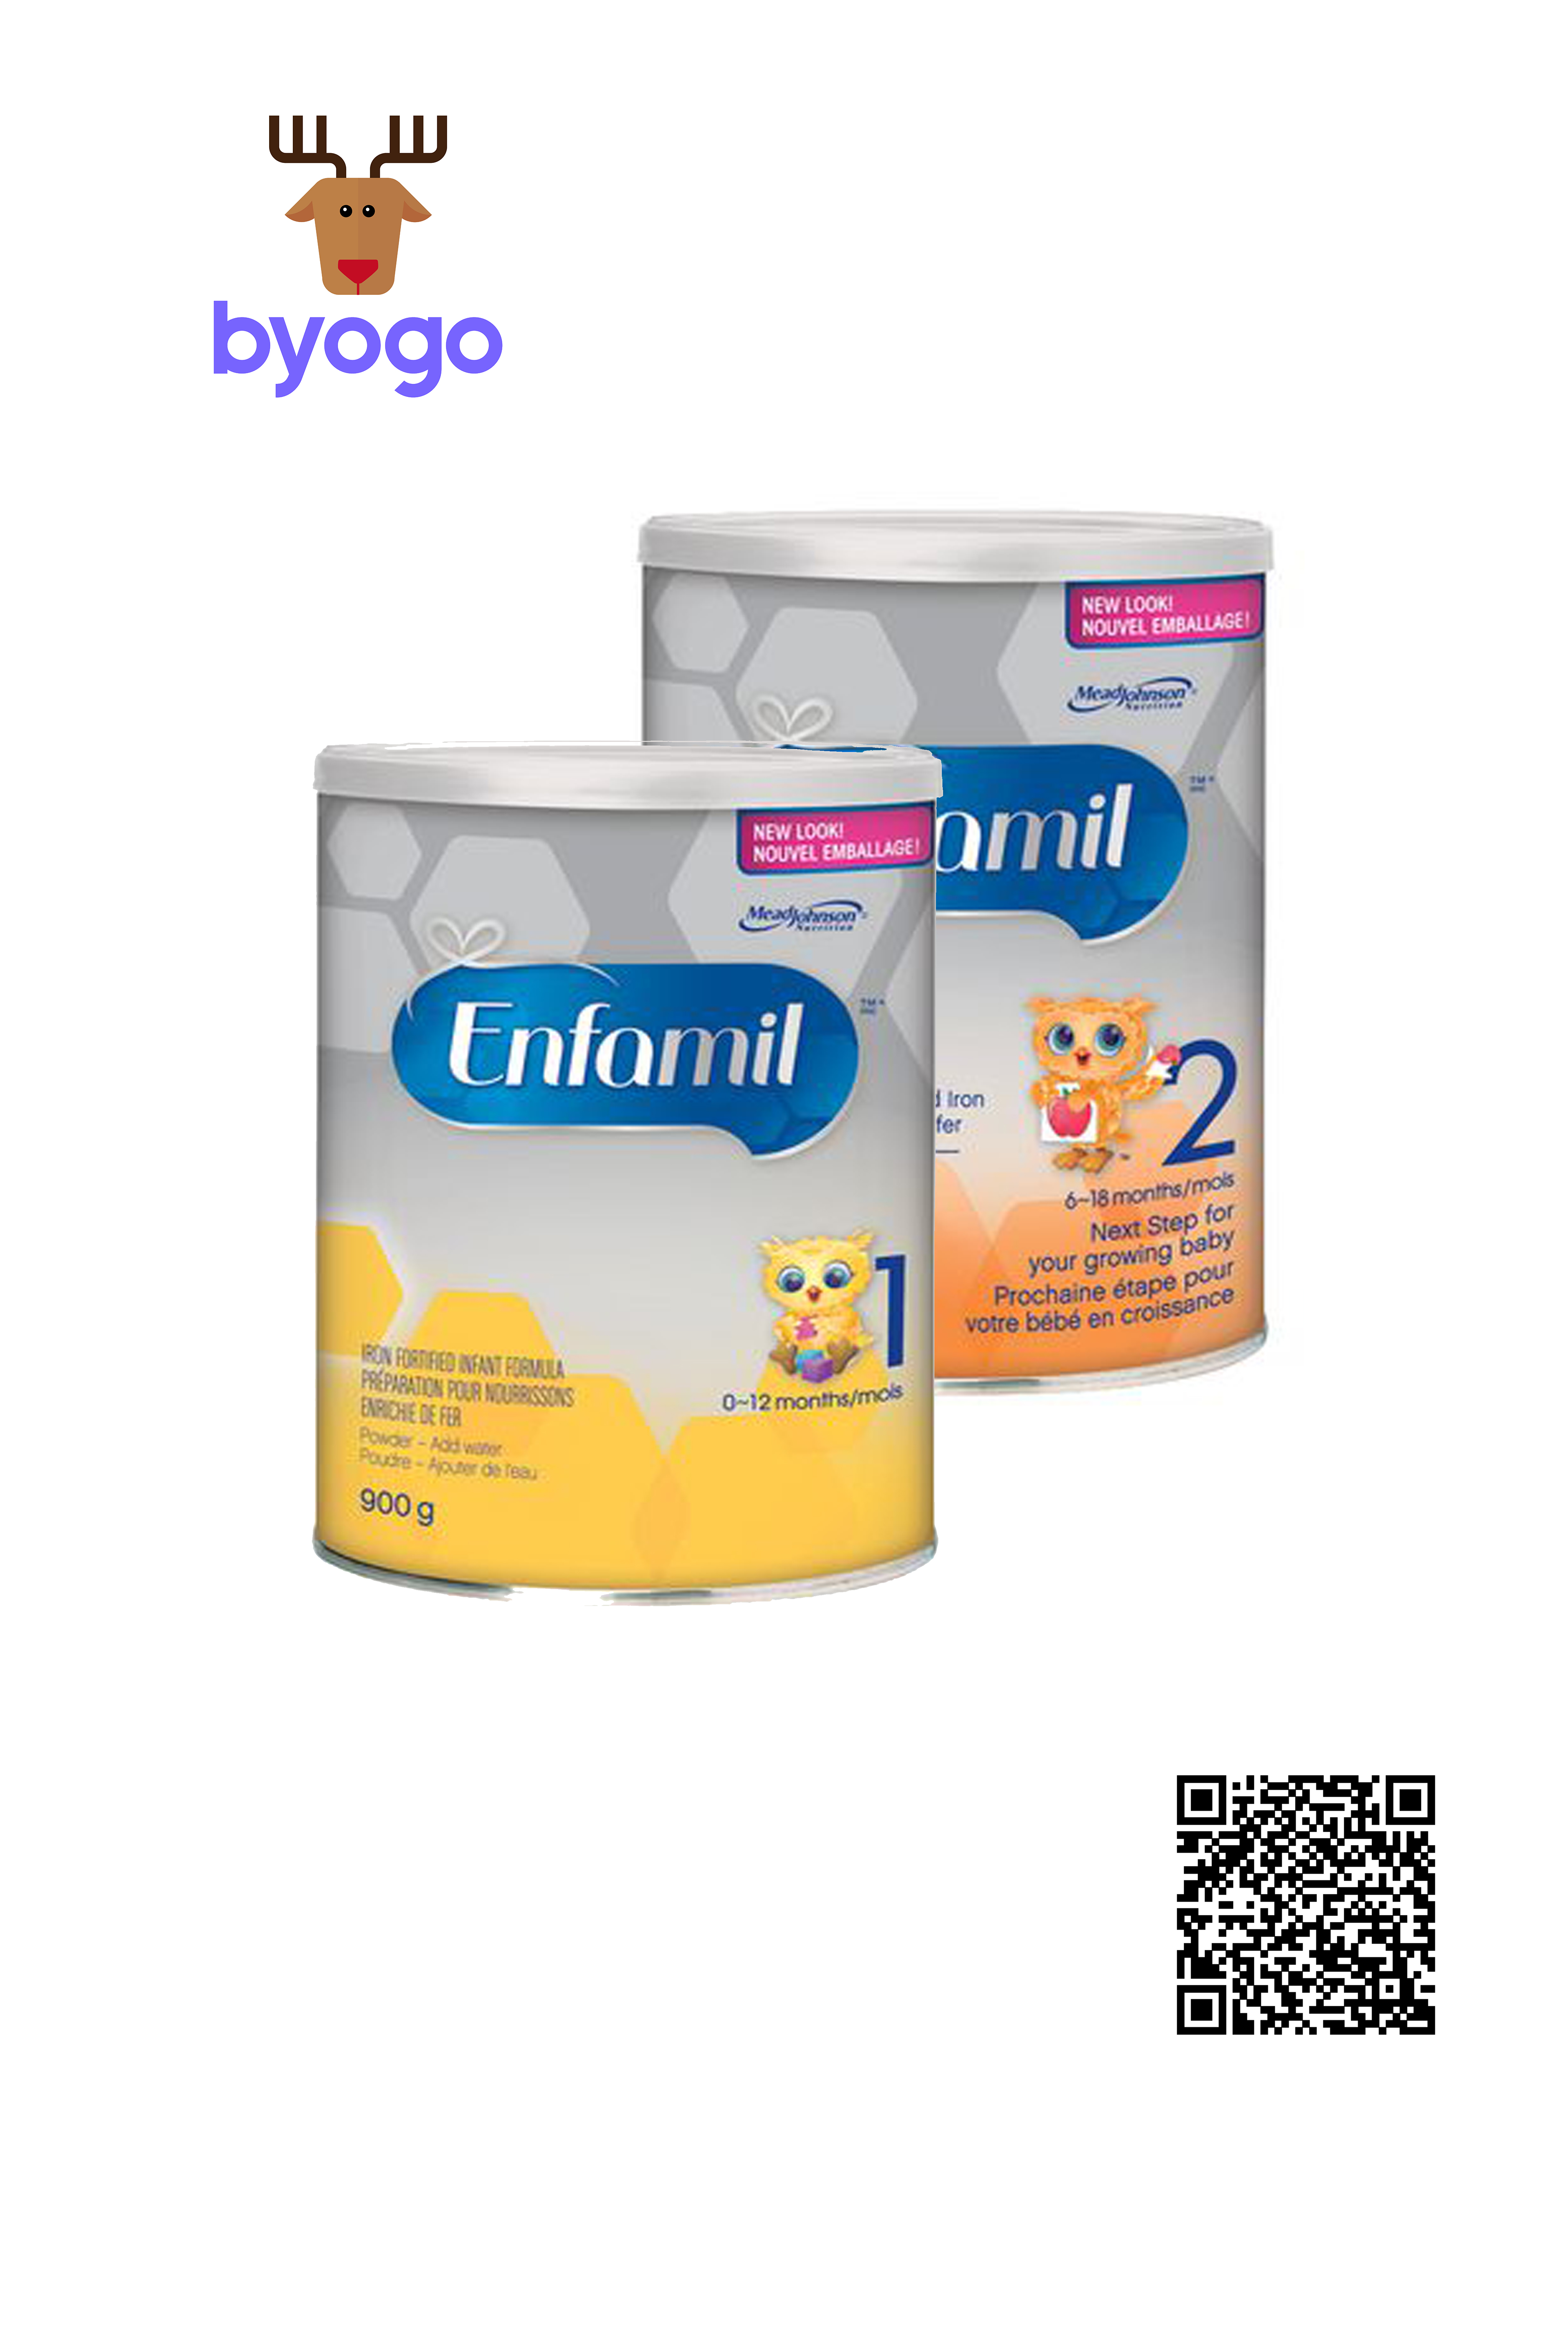 byogo
NEW LOOK!
NOUVEL EMBALLAGE!
MeadJohnson
Nutrition
amil
TM*
d Iron
fer
2
6~18 months/mois
Next Step for
your growing baby
Prochaine étape pour
votre bébé en croissance
NEW LOOK!
NOUVEL EMBALLAGE!
MeadJohnson
Nutrition
Enfamil
TM*
1
0~12 months/mois
IRON FORTIFIED INFANT FORMULA
PRÉPARATION POUR NOURRISSONS
ENRICHIE DE FER
Powder – Add water
Poudre – Ajouter de l'eau
900 g